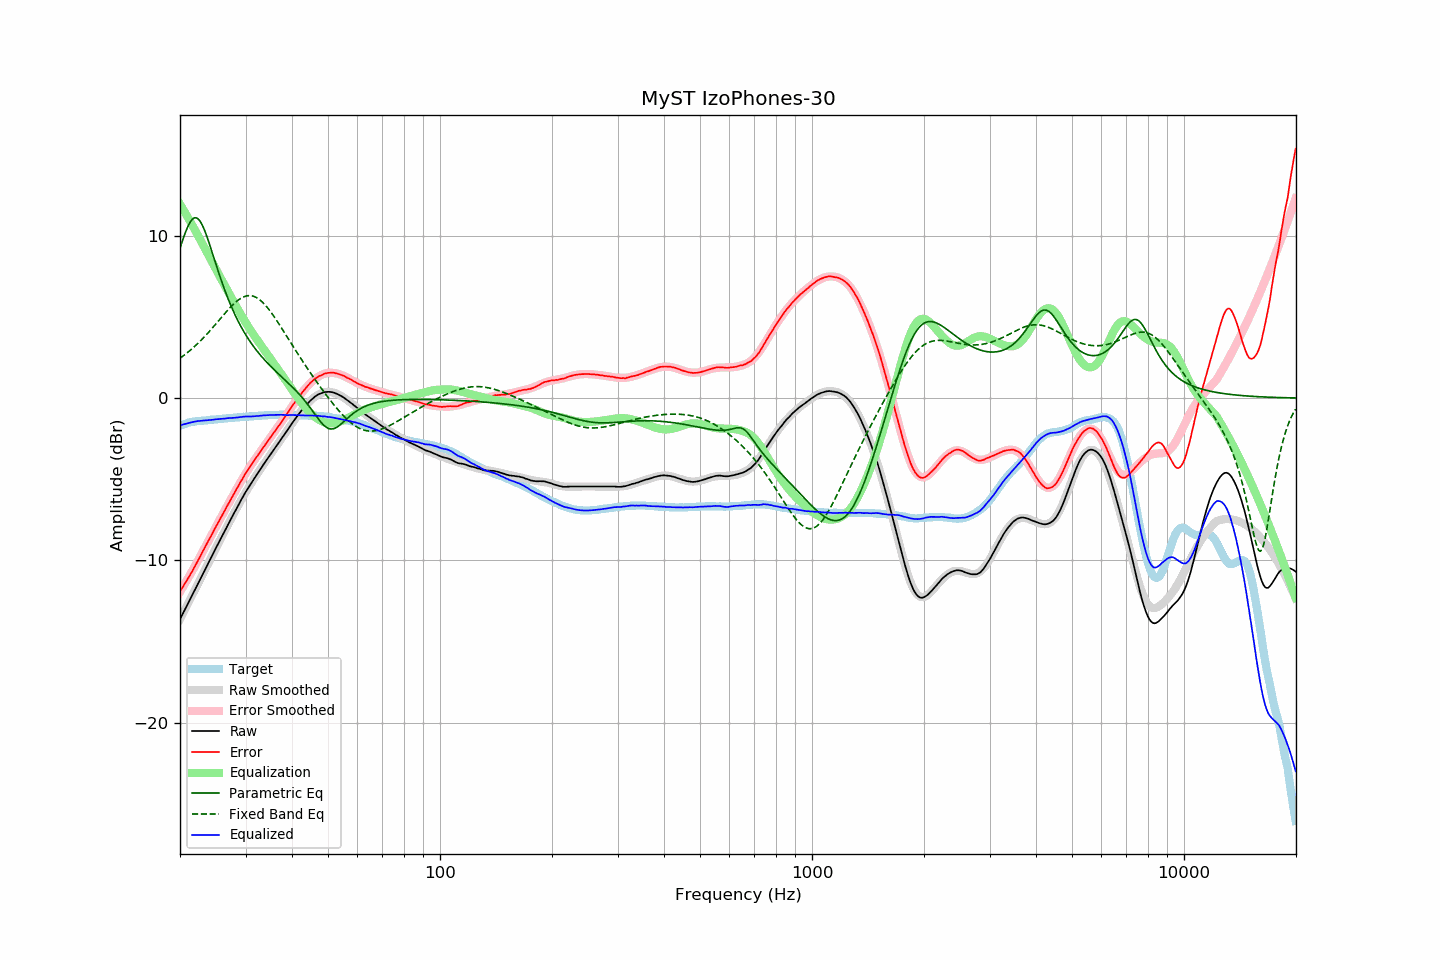 MyST IzoPhones-30
Amplitude (dBr)
10
0
−10
−20
Target
Raw Smoothed
Error Smoothed
Raw
Error
Equalization
Parametric Eq
Fixed Band Eq
Equalized
100 1000 10000
Frequency (Hz)